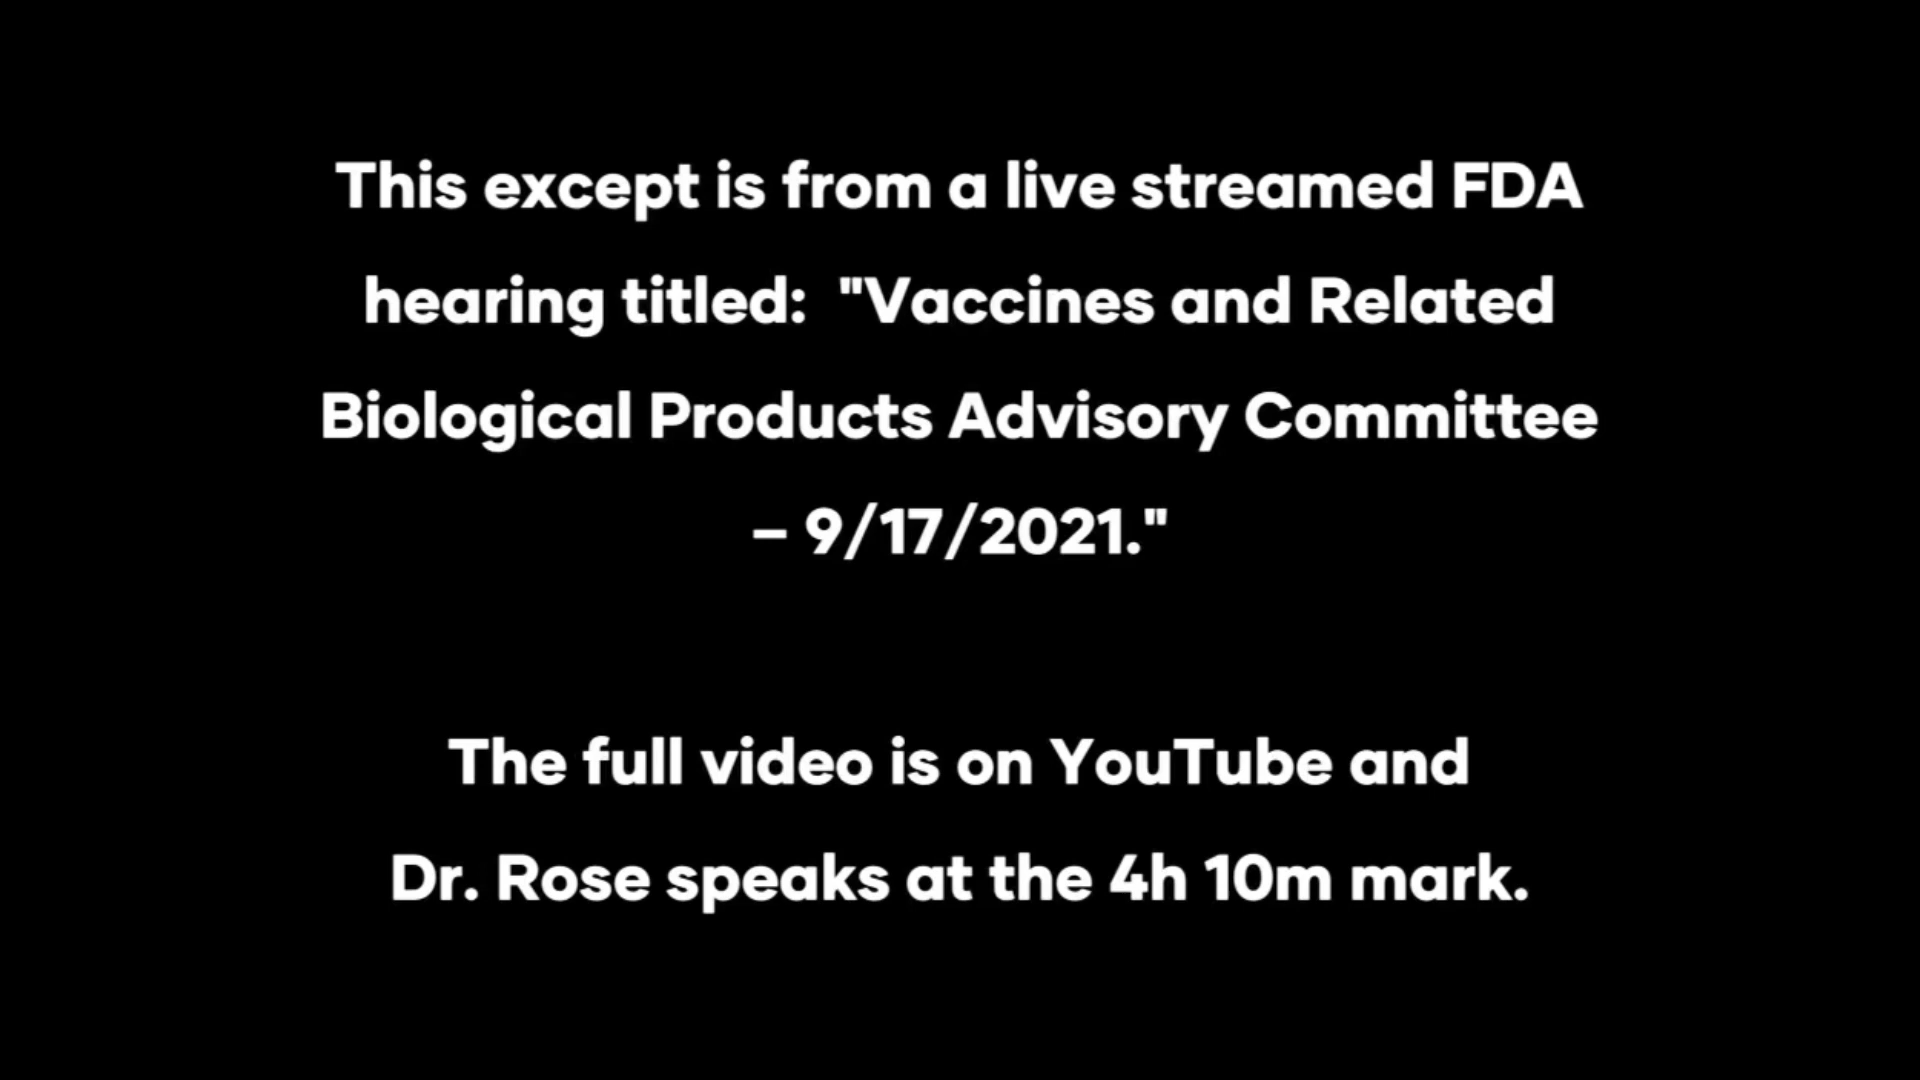 This except is from a live streamed FDA
hearing titled:  "Vaccines and Related
Biological Products Advisory Committee
– 9/17/2021."
The full video is on YouTube and
Dr. Rose speaks at the 4h 10m mark.